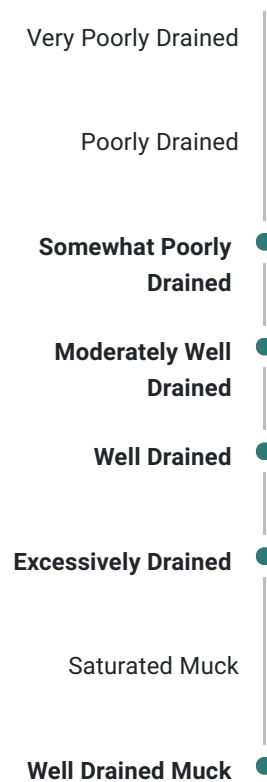 Very Poorly Drained
Poorly Drained
Somewhat Poorly
Drained
Moderately Well
Drained
Well Drained
Excessively Drained
Saturated Muck
Well Drained Muck